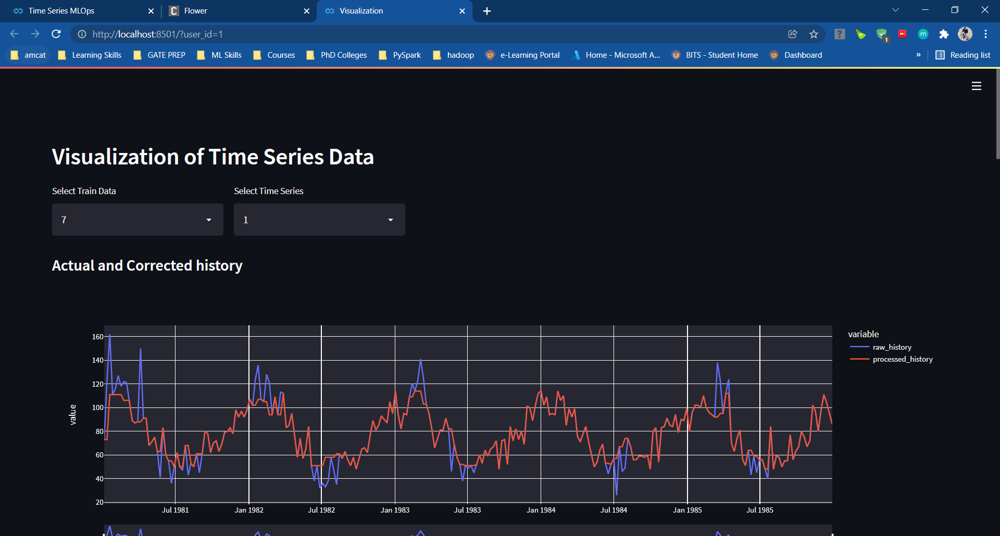 Time Series MLOps
Flower
Visualization
http://localhost:8501/?user_id=1
1
m
amcat
Learning Skills
GATE PREP
ML Skills
Courses
PhD Colleges
PySpark
hadoop
e-Learning Portal
Home - Microsoft A...
BITS - Student Home
Dashboard
»
Reading list
Visualization of Time Series Data
Select Train Data
Select Time Series
7
1
Actual and Corrected history
variable
raw_history
processed_history
value
160
140
120
100
80
60
40
20
Jul 1981
Jan 1982
Jul 1982
Jan 1983
Jul 1983
Jan 1984
Jul 1984
Jan 1985
Jul 1985